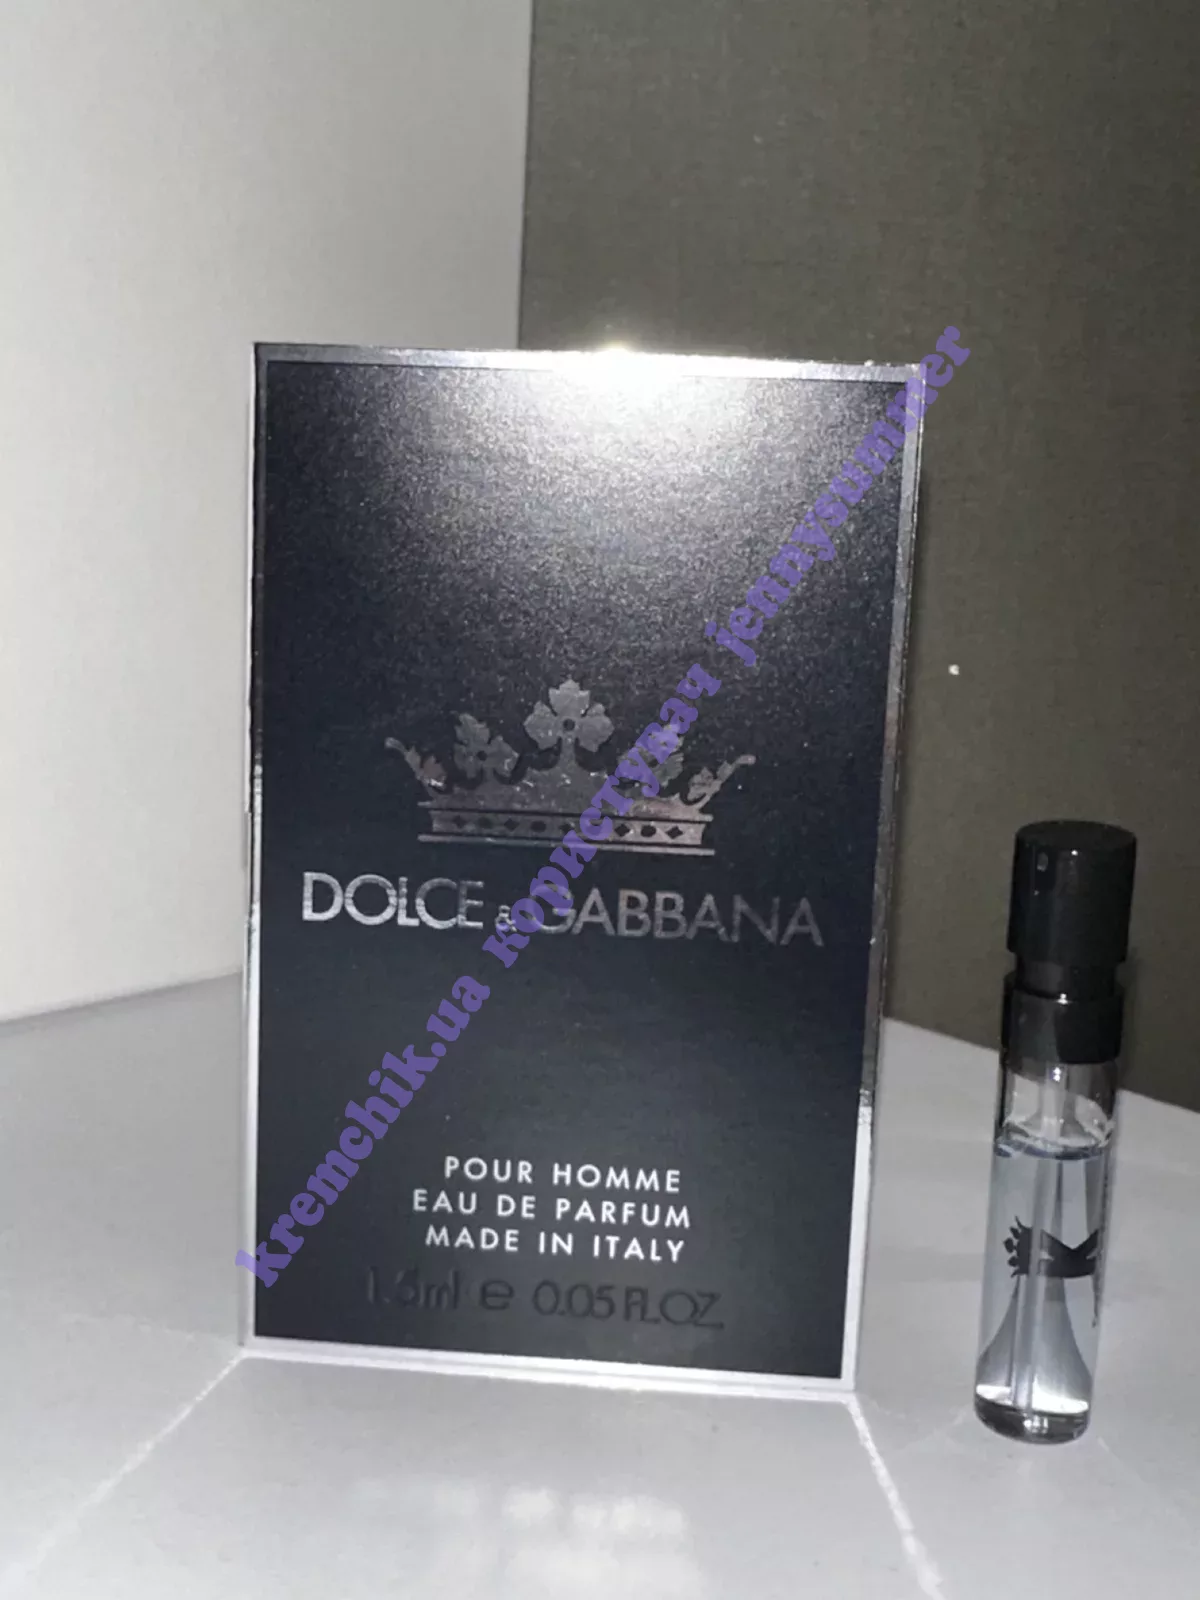 DOLCE & GABBANA
POUR HOMME
EAU DE PARFUM
MADE IN ITALY
1.5ml e 0.05 FL.OZ.
kremchik.ua користувач jennysummer